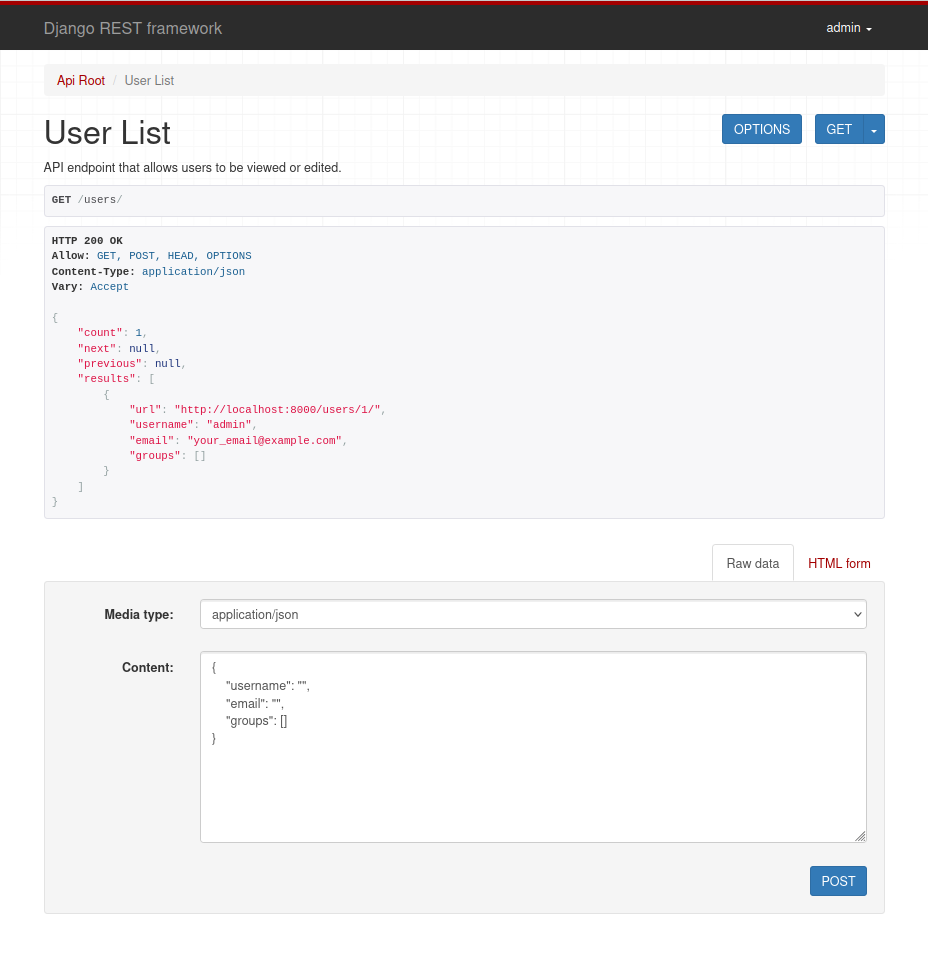 Django REST framework
admin
Api Root / User List
User List
OPTIONS
GET
API endpoint that allows users to be viewed or edited.
GET /users/
HTTP 200 OK
Allow: GET, POST, HEAD, OPTIONS
Content-Type: application/json
Vary: Accept
{
    "count": 1,
    "next": null,
    "previous": null,
    "results": [
        {
            "url": "http://localhost:8000/users/1/",
            "username": "admin",
            "email": "your_email@example.com",
            "groups": []
        }
    ]
}
Raw data
HTML form
Media type:
application/json
Content:
{
    "username": "",
    "email": "",
    "groups": []
}
POST